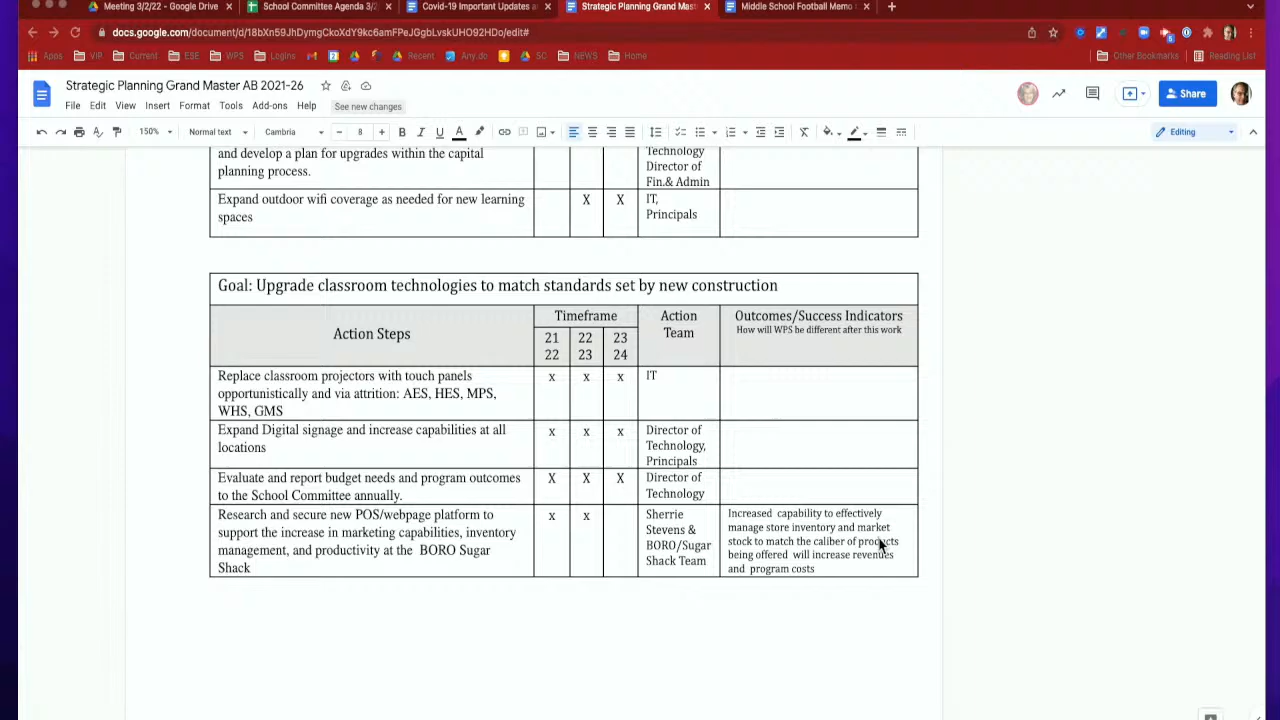 Meeting 3/2/22 - Google Drive
School Committee Agenda 3/2
Covid-19 Important Updates a
Strategic Planning Grand Mast
Middle School Football Memo
docs.google.com/document/d/18bXn59JhDymgCkoXdY9kc6amFPeJGgbLvskUHO92HDo/edit#
Apps VIP Current ESE WPS Logins Recent Any.do SC NEWS Home Other Bookmarks Reading List
Strategic Planning Grand Master AB 2021-26
File Edit View Insert Format Tools Add-ons Help See new changes
Share
150% Normal text Cambria 8 Editing
and develop a plan for upgrades within the capital
planning process.
Technology
Director of
Fin.& Admin
Expand outdoor wifi coverage as needed for new learning
spaces
X X
IT,
Principals
Goal: Upgrade classroom technologies to match standards set by new construction
Action Steps
Timeframe
21
22
22
23
23
24
Action
Team
Outcomes/Success Indicators
How will WPS be different after this work
Replace classroom projectors with touch panels
opportunistically and via attrition: AES, HES, MPS,
WHS, GMS
x x x
IT
Expand Digital signage and increase capabilities at all
locations
x x x
Director of
Technology,
Principals
Evaluate and report budget needs and program outcomes
to the School Committee annually.
X X X
Director of
Technology
Research and secure new POS/webpage platform to
support the increase in marketing capabilities, inventory
management, and productivity at the BORO Sugar
Shack
x x
Sherrie
Stevens &
BORO/Sugar
Shack Team
Increased capability to effectively
manage store inventory and market
stock to match the caliber of products
being offered will increase revenues
and program costs